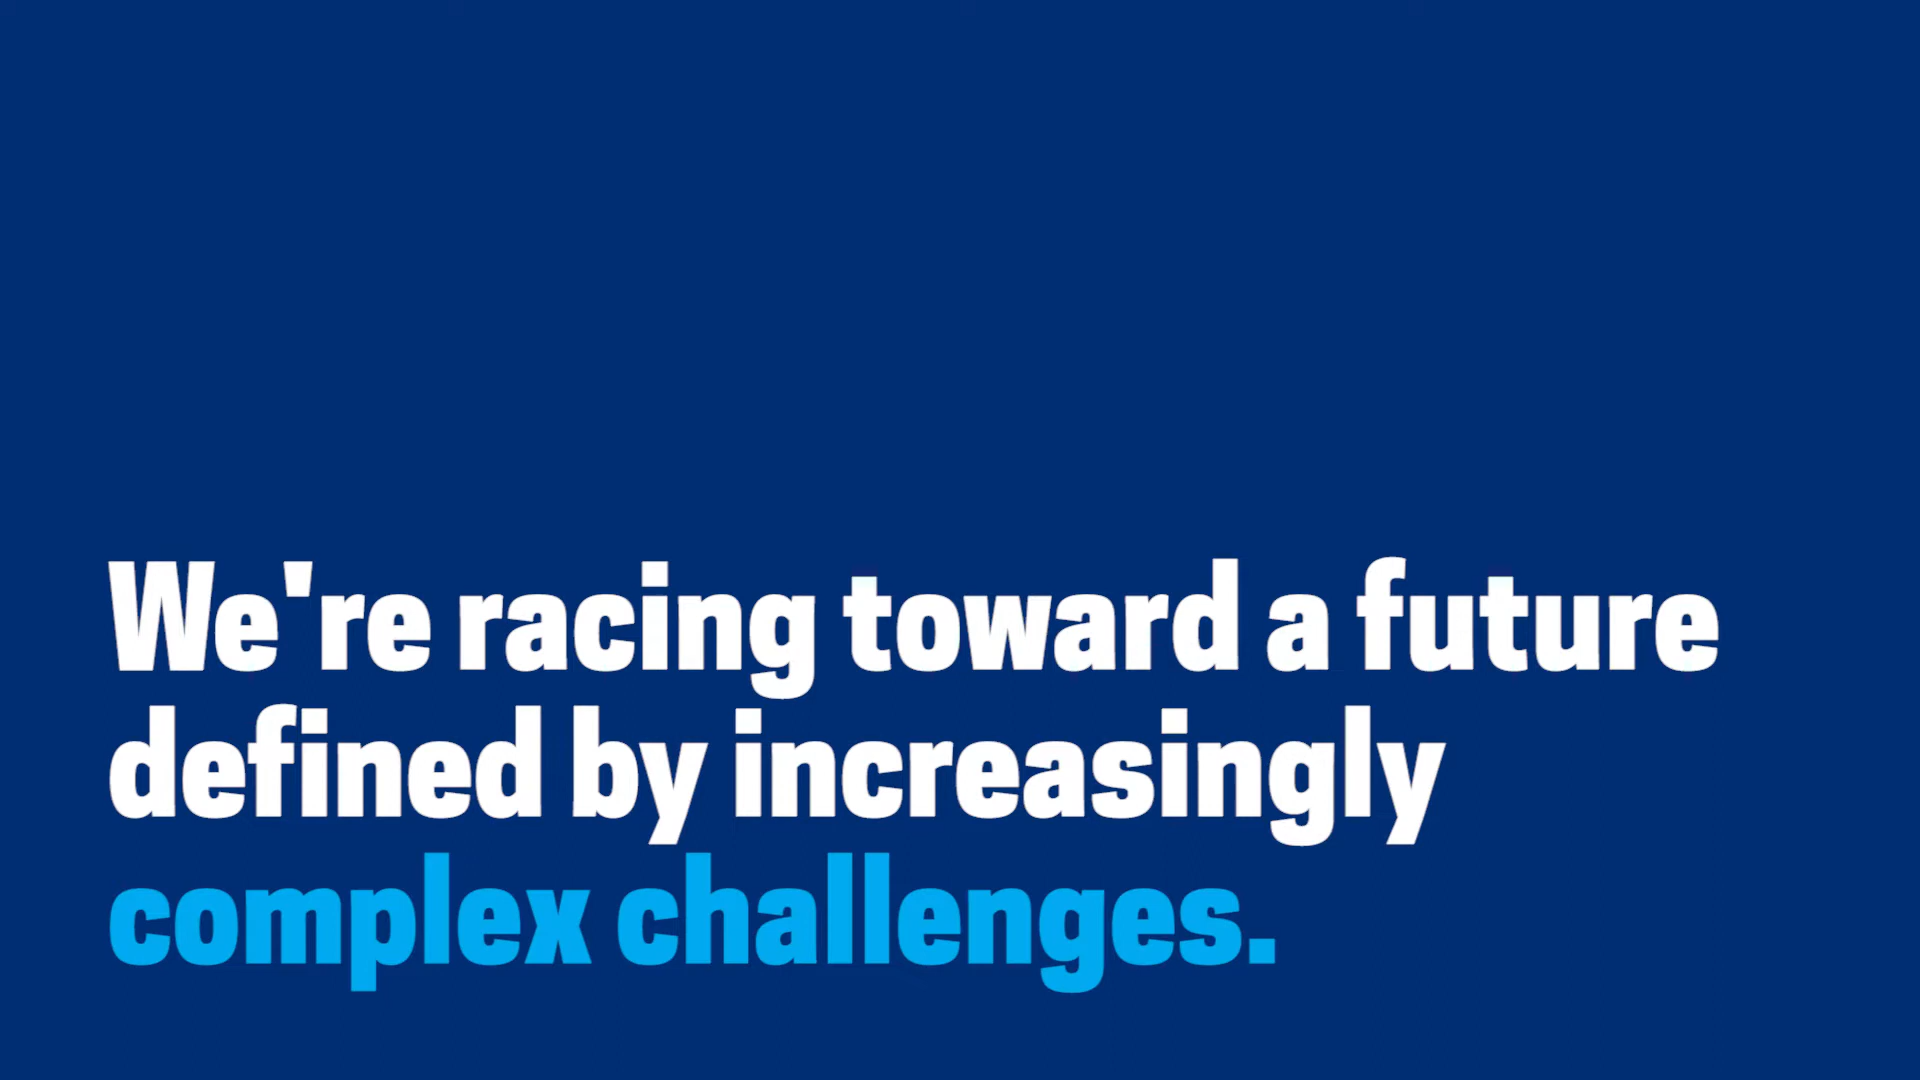 We're racing toward a future
defined by increasingly
complex challenges.